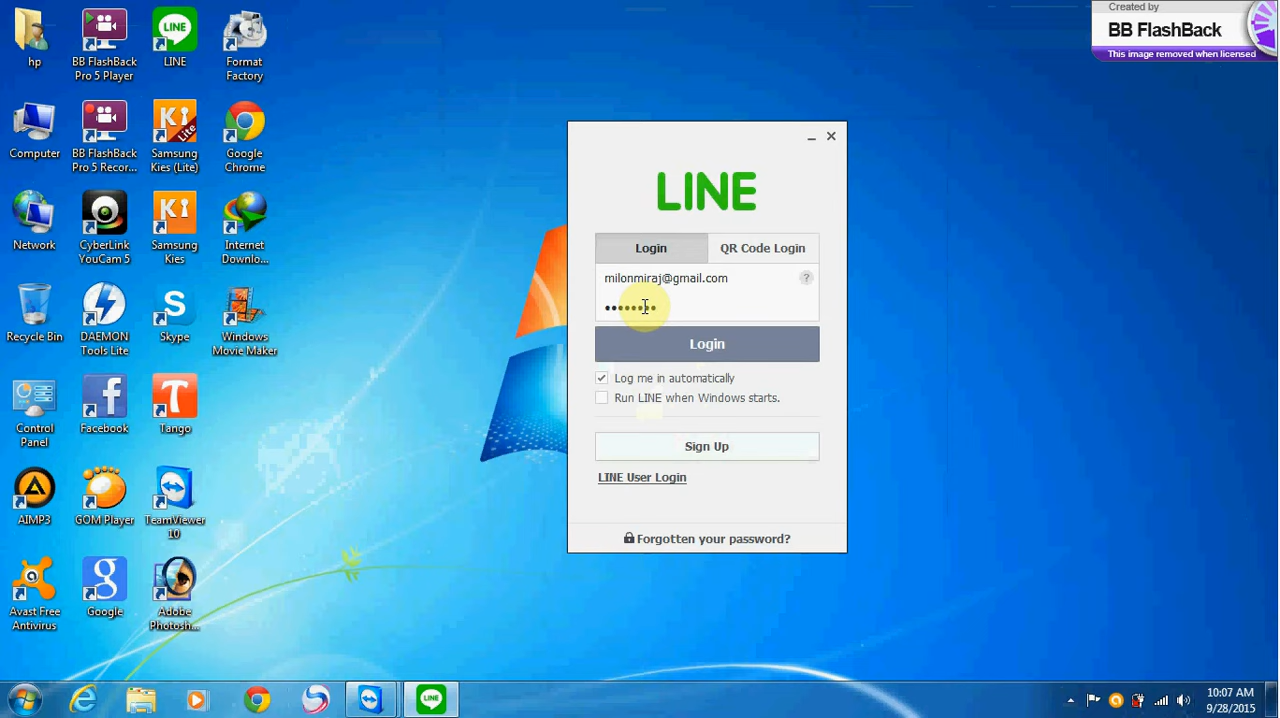 Created by
BB FlashBack
This image removed when licensed
hp
BB FlashBack
Pro 5 Player
LINE
LINE
Format
Factory
Computer
BB FlashBack
Pro 5 Recor...
Ki
Lite
Samsung
Kies (Lite)
Google
Chrome
Network
CyberLink
YouCam 5
Ki
Samsung
Kies
Internet
Downlo...
Recycle Bin
DAEMON
Tools Lite
Skype
Windows
Movie Maker
Control
Panel
Facebook
Tango
AIMP3
GOM Player
TeamViewer
10
Avast Free
Antivirus
Google
Adobe
Photosh...
LINE
Login
QR Code Login
milonmiraj@gmail.com
?
Login
Log me in automatically
Run LINE when Windows starts.
Sign Up
LINE User Login
Forgotten your password?
10:07 AM
9/28/2015